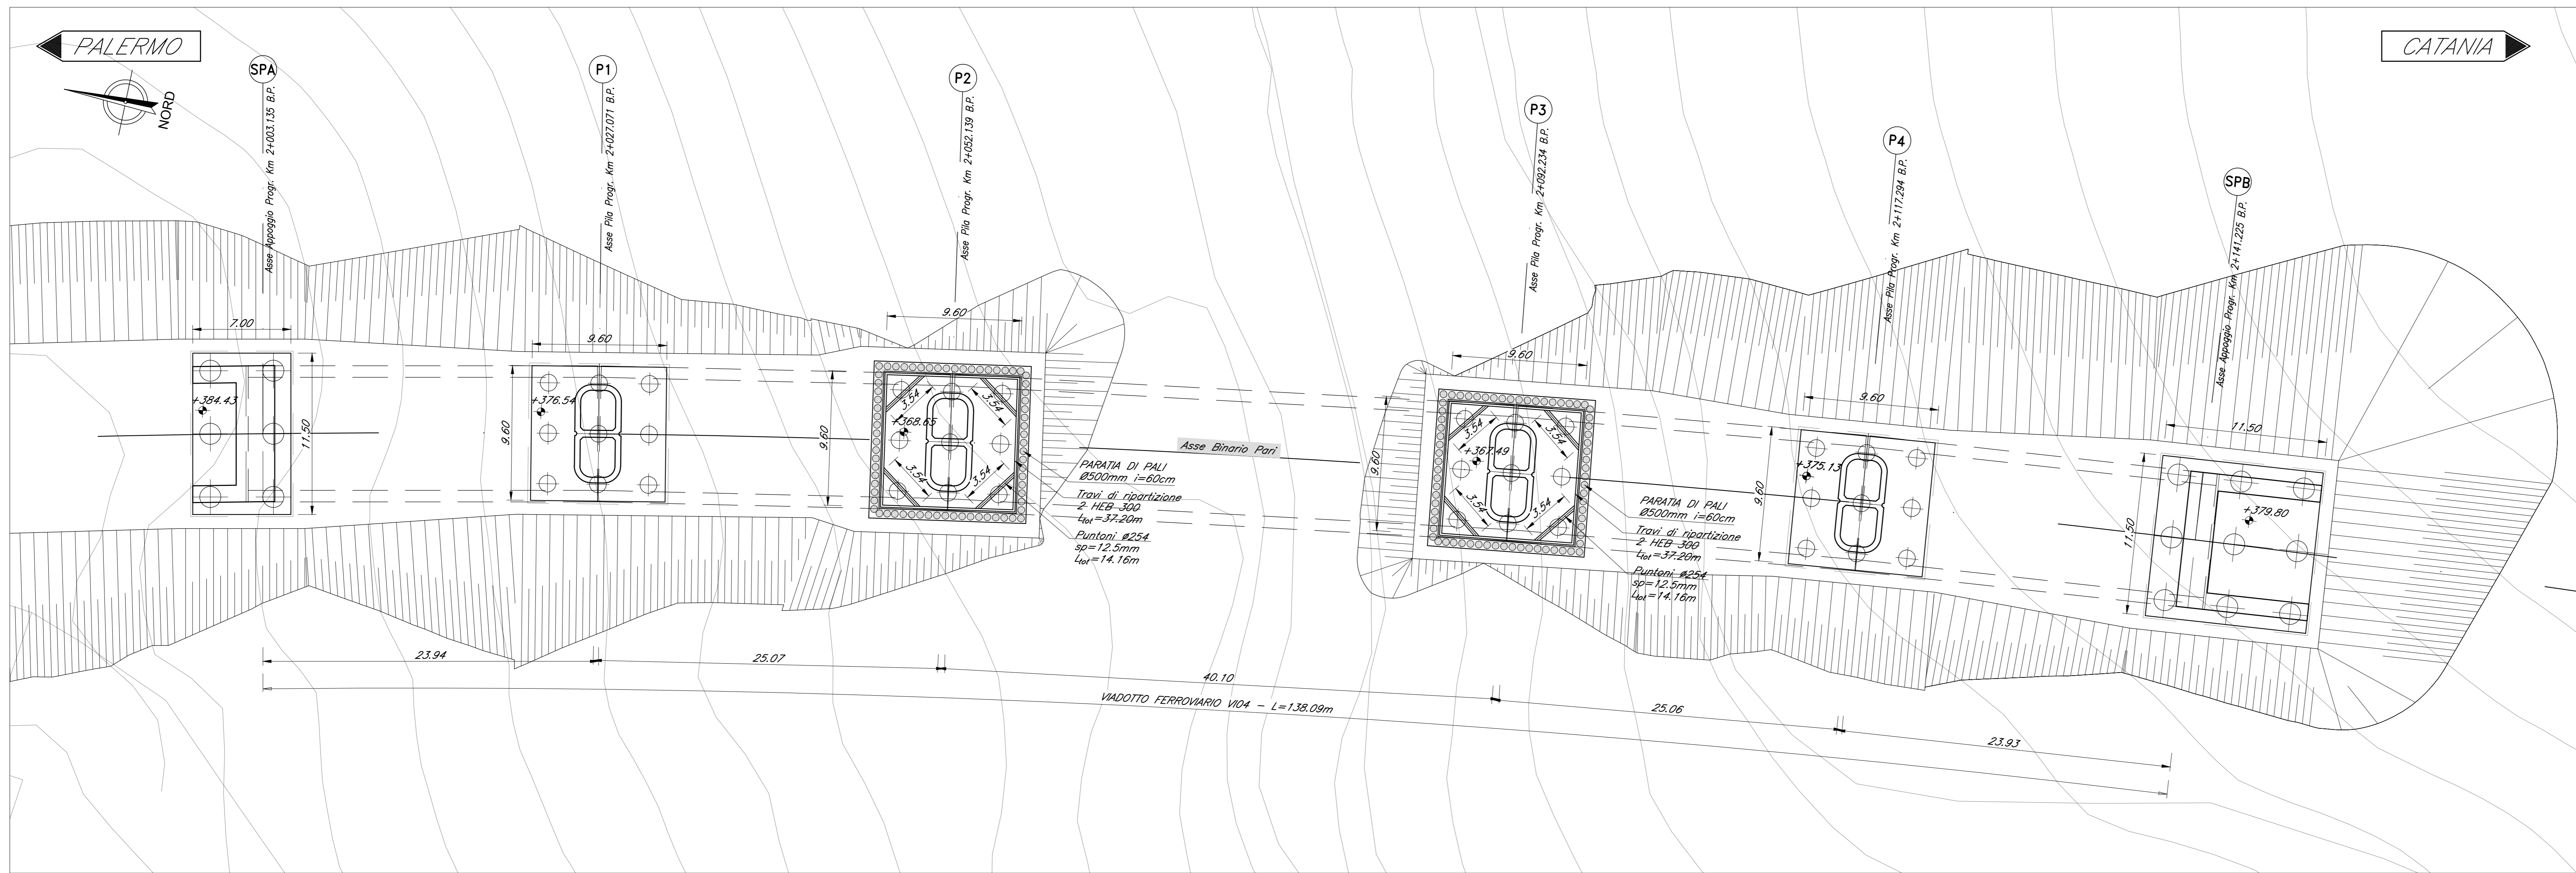 PALERMO
CATANIA
NORD
SPA
Asse Appoggio Progr. Km 2+003.135 B.P.
P1
Asse Pila Progr. Km 2+027.071 B.P.
P2
Asse Pila Progr. Km 2+052.139 B.P.
P3
Asse Pila Progr. Km 2+092.234 B.P.
P4
Asse Pila Progr. Km 2+117.294 B.P.
SPB
Asse Appoggio Progr. Km 2+141.225 B.P.
7.00
+384.43
11.50
9.60
+376.54
9.60
9.60
9.60
3.54
3.54
+368.65
3.54
3.54
Asse Binario Pari
PARATIA DI PALI
Ø500mm i=60cm
Travi di ripartizione
2 HEB 300
Ltot=37.20m
Puntoni ø254
sp=12.5mm
Ltot=14.16m
9.60
9.60
3.54
3.54
+367.49
3.54
3.54
PARATIA DI PALI
Ø500mm i=60cm
Travi di ripartizione
2 HEB 300
Ltot=37.20m
Puntoni ø254
sp=12.5mm
Ltot=14.16m
9.60
+375.13
9.60
11.50
+379.80
11.50
23.94
25.07
40.10
25.06
23.93
VIADOTTO FERROVIARIO VI04 - L=138.09m